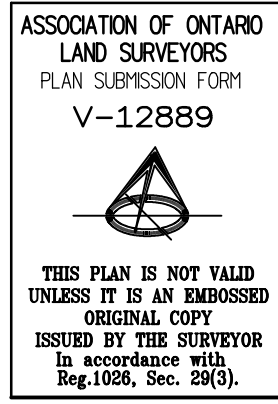 ASSOCIATION OF ONTARIO
LAND SURVEYORS
PLAN SUBMISSION FORM
V-12889
THIS PLAN IS NOT VALID
UNLESS IT IS AN EMBOSSED
ORIGINAL COPY
ISSUED BY THE SURVEYOR
In accordance with
Reg.1026, Sec. 29(3).